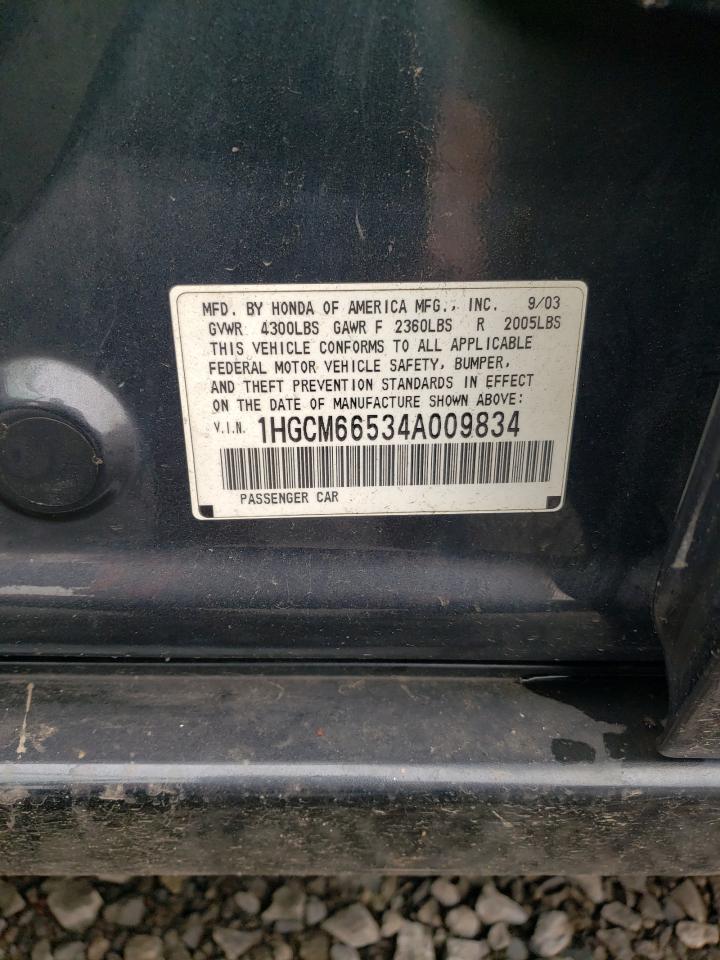 MFD. BY HONDA OF AMERICA MFG., INC. 9/03
GVWR 4300LBS GAWR F 2360LBS R 2005LBS
THIS VEHICLE CONFORMS TO ALL APPLICABLE
FEDERAL MOTOR VEHICLE SAFETY, BUMPER,
AND THEFT PREVENTION STANDARDS IN EFFECT
ON THE DATE OF MANUFACTURE SHOWN ABOVE:
V.I.N. 1HGCM66534A009834
PASSENGER CAR